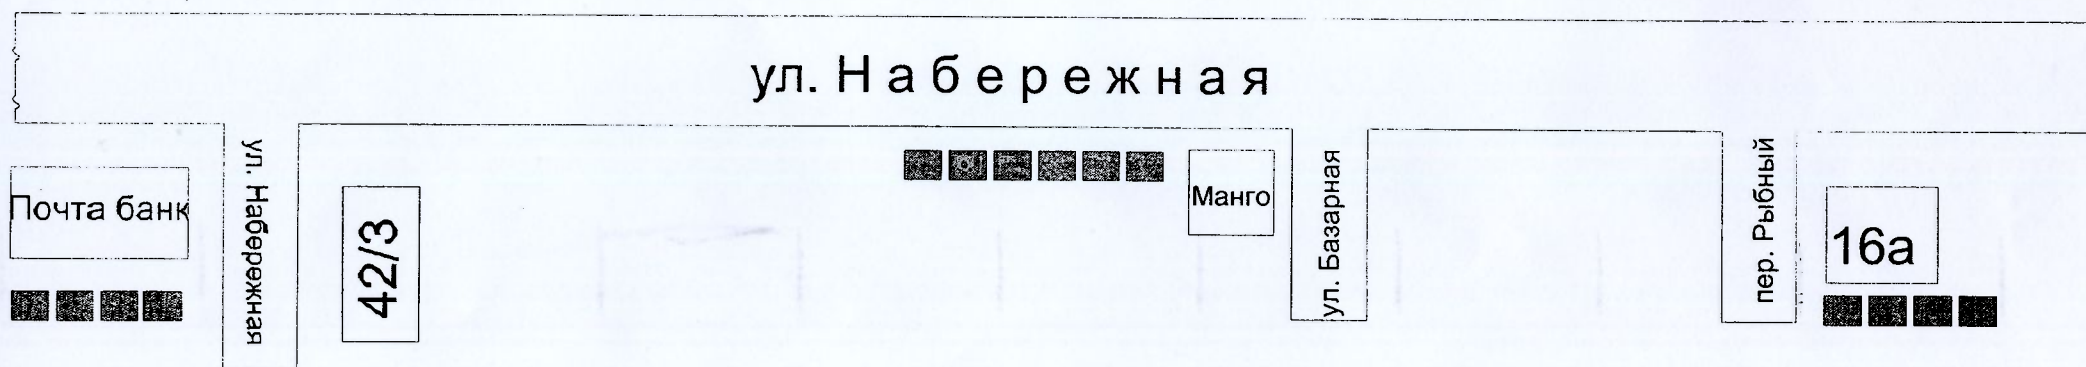 ул. Набережная
Почта банк
ул. Набережная
42/3
Манго
ул. Базарная
пер. Рыбный
16а